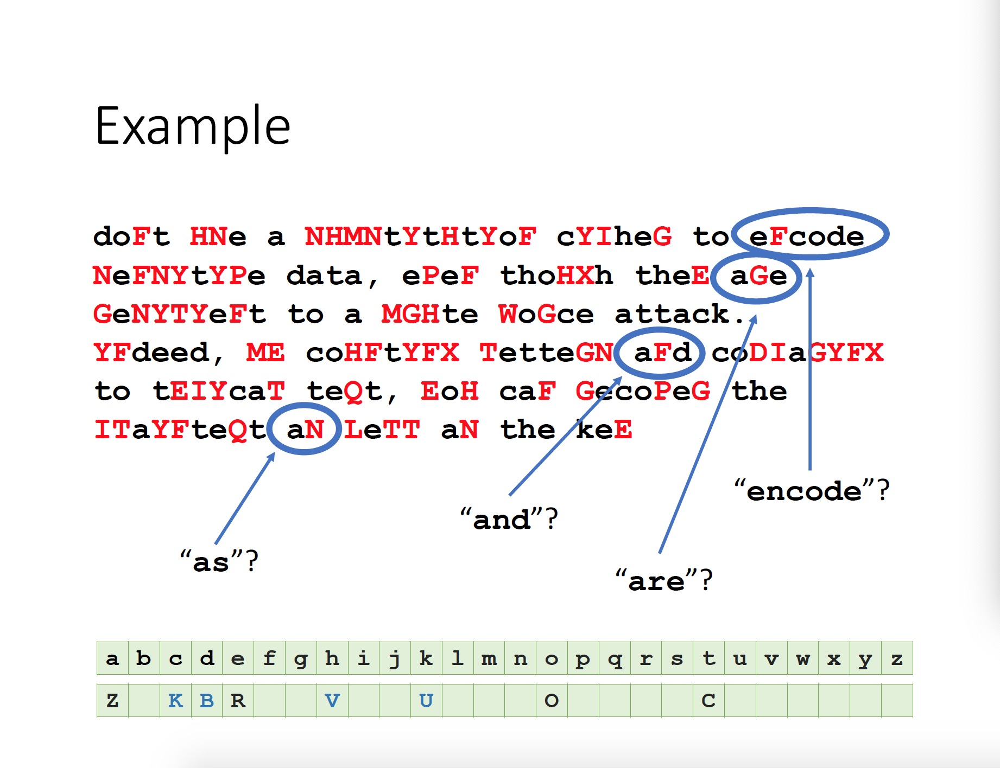 Example
doFt HNe a NHMNtYtHtYoF cYIheG to eFcode
NeFNYtYPe data, ePeF thoHXh theE aGe
GeNYTYeFt to a MGHte WoGce attack.
YFdeed, ME coHFtYFX TetteGN aFd coDIaGYFX
to tEIYcaT teQt, EoH caF GecoPeG the
ITaYFteQt aN LeTT aN the keE
“encode”?
“and”?
“as”?
“are”?
a b c d e f g h i j k l m n o p q r s t u v w x y z
Z K B R V U O C